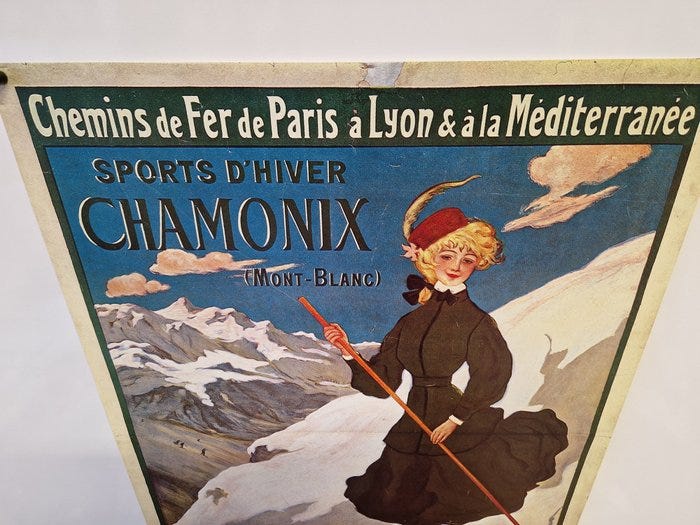 Chemins de Fer de Paris à Lyon & à la Méditerranée
SPORTS D'HIVER
CHAMONIX
(MONT-BLANC)